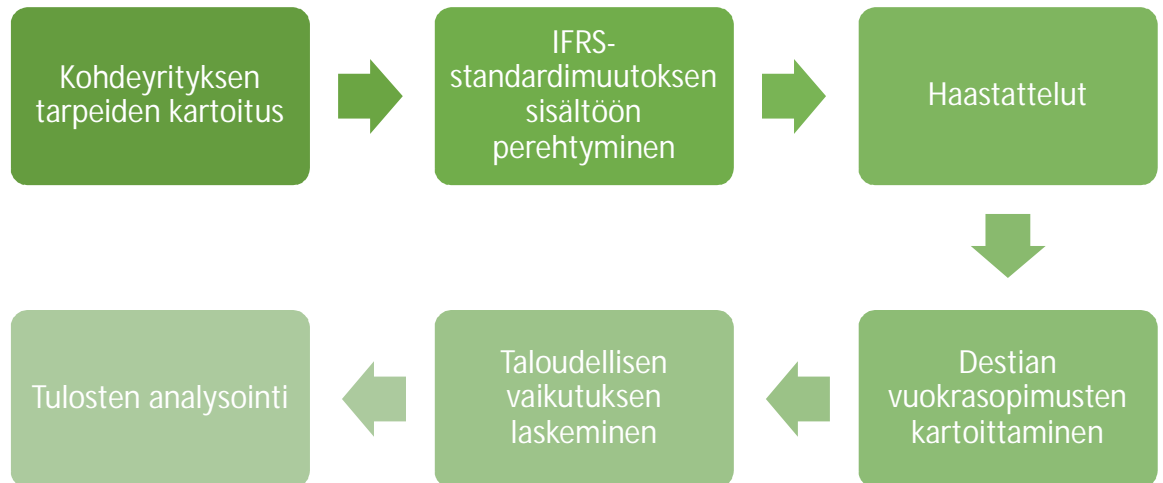 Kohdeyrityksen
tarpeiden kartoitus
IFRS-
standardimuutoksen
sisältöön
perehtyminen
Haastattelut
Destian
vuokrasopimusten
kartoittaminen
Taloudellisen
vaikutuksen
laskeminen
Tulosten analysointi